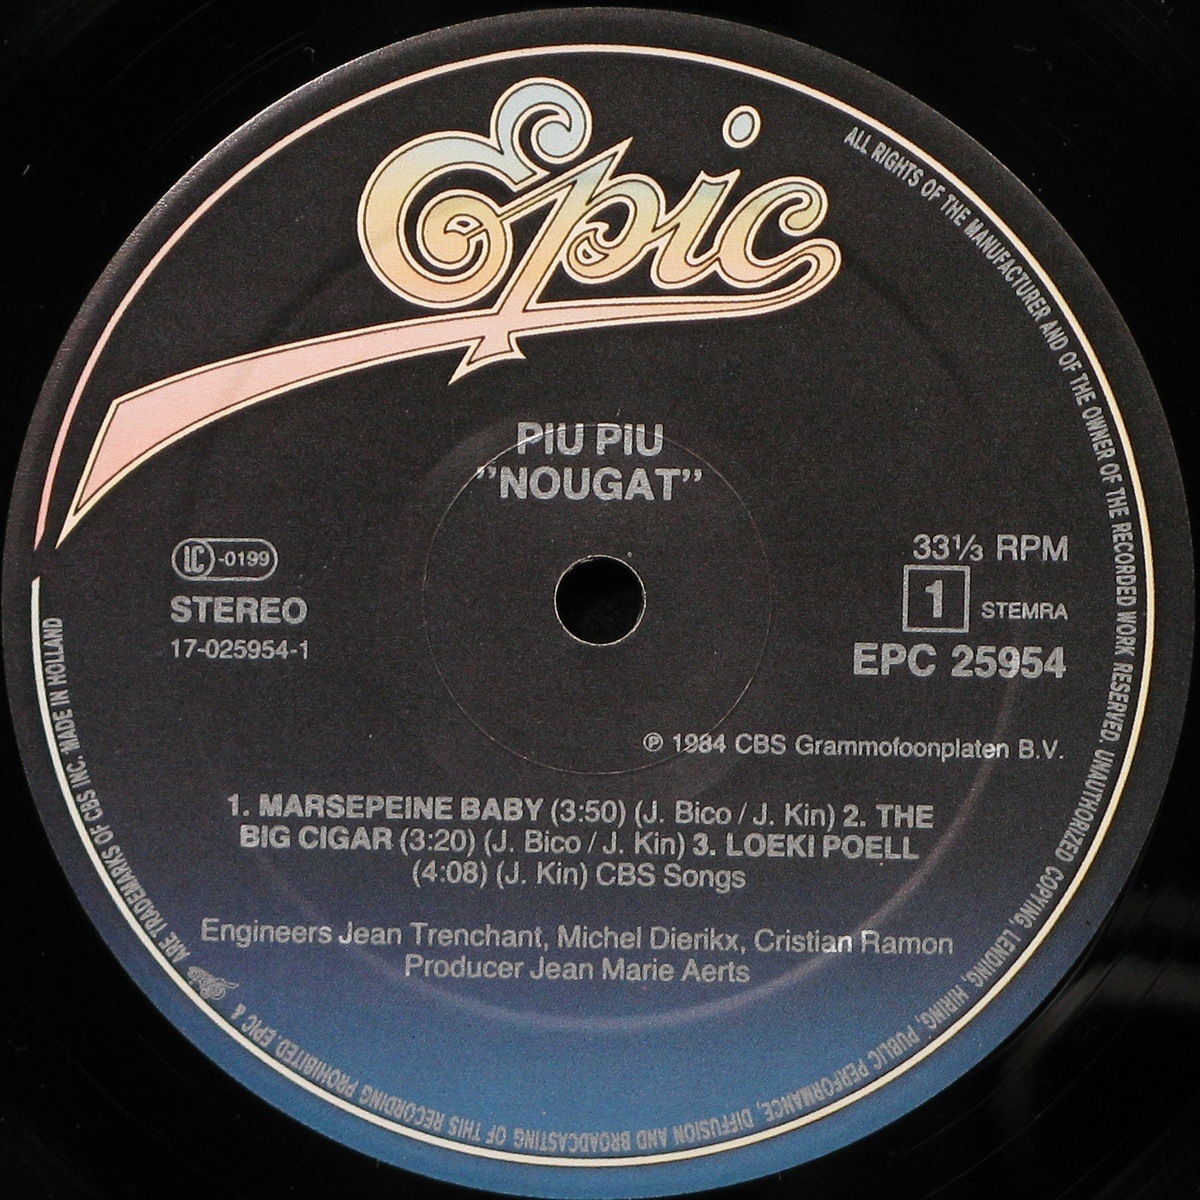 Epic
PIU PIU
"NOUGAT"
LC-0199
STEREO
17-025954-1
33⅓ RPM
1 STEMRA
EPC 25954
℗ 1984 CBS Grammofoonplaten B.V.
1. MARSEPEINE BABY (3:50) (J. Bico / J. Kin) 2. THE
BIG CIGAR (3:20) (J. Bico / J. Kin) 3. LOEKI POELL
(4:08) (J. Kin) CBS Songs
Engineers Jean Trenchant, Michel Dierikx, Cristian Ramon
Producer Jean Marie Aerts
ALL RIGHTS OF THE MANUFACTURER AND OF THE OWNER OF THE RECORDED WORK RESERVED. UNAUTHORIZED COPYING, LENDING, HIRING, PUBLIC PERFORMANCE, DIFFUSION AND BROADCASTING OF THIS RECORDING PROHIBITED. EPIC & Epic ARE TRADEMARKS OF CBS INC. MADE IN HOLLAND